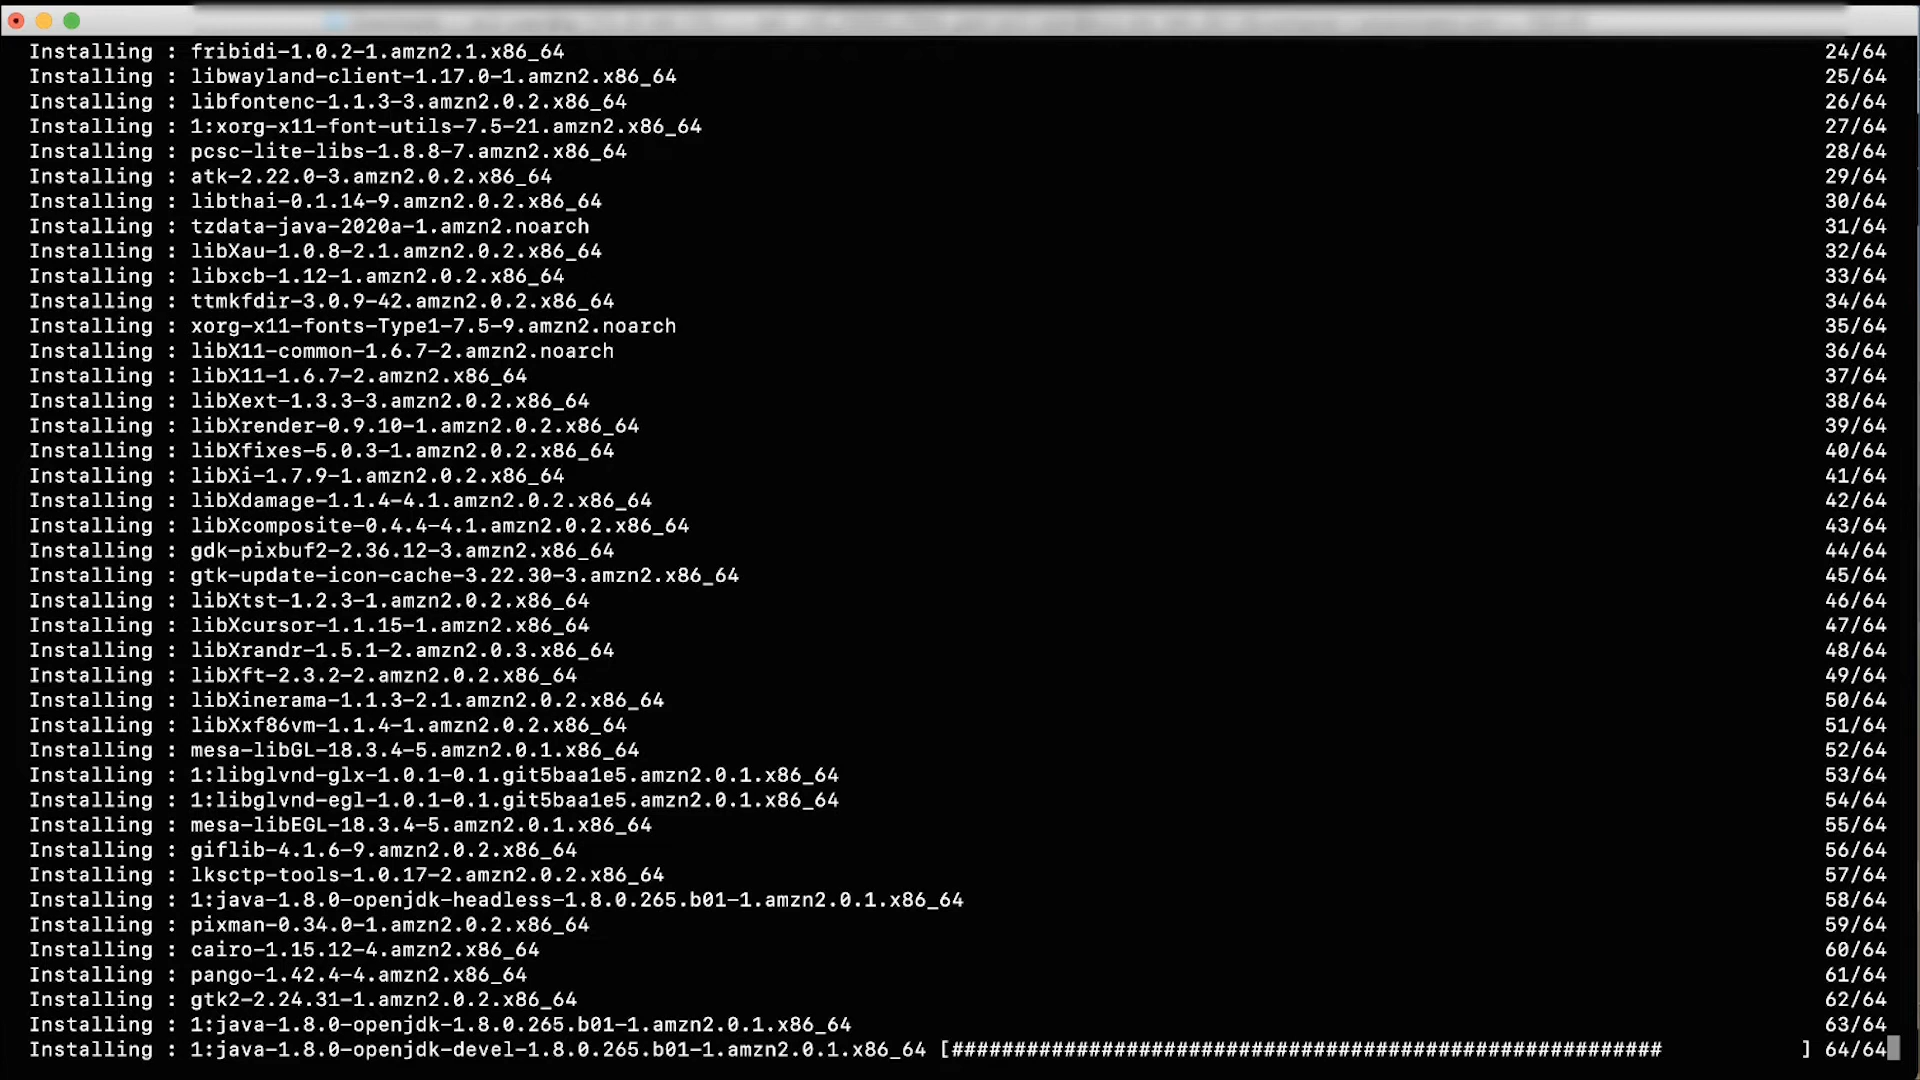 Installing : fribidi-1.0.2-1.amzn2.1.x86_64 24/64
Installing : libwayland-client-1.17.0-1.amzn2.x86_64 25/64
Installing : libfontenc-1.1.3-3.amzn2.0.2.x86_64 26/64
Installing : 1:xorg-x11-font-utils-7.5-21.amzn2.x86_64 27/64
Installing : pcsc-lite-libs-1.8.8-7.amzn2.x86_64 28/64
Installing : atk-2.22.0-3.amzn2.0.2.x86_64 29/64
Installing : libthai-0.1.14-9.amzn2.0.2.x86_64 30/64
Installing : tzdata-java-2020a-1.amzn2.noarch 31/64
Installing : libXau-1.0.8-2.1.amzn2.0.2.x86_64 32/64
Installing : libxcb-1.12-1.amzn2.0.2.x86_64 33/64
Installing : ttmkfdir-3.0.9-42.amzn2.0.2.x86_64 34/64
Installing : xorg-x11-fonts-Type1-7.5-9.amzn2.noarch 35/64
Installing : libX11-common-1.6.7-2.amzn2.noarch 36/64
Installing : libX11-1.6.7-2.amzn2.x86_64 37/64
Installing : libXext-1.3.3-3.amzn2.0.2.x86_64 38/64
Installing : libXrender-0.9.10-1.amzn2.0.2.x86_64 39/64
Installing : libXfixes-5.0.3-1.amzn2.0.2.x86_64 40/64
Installing : libXi-1.7.9-1.amzn2.0.2.x86_64 41/64
Installing : libXdamage-1.1.4-4.1.amzn2.0.2.x86_64 42/64
Installing : libXcomposite-0.4.4-4.1.amzn2.0.2.x86_64 43/64
Installing : gdk-pixbuf2-2.36.12-3.amzn2.x86_64 44/64
Installing : gtk-update-icon-cache-3.22.30-3.amzn2.x86_64 45/64
Installing : libXtst-1.2.3-1.amzn2.0.2.x86_64 46/64
Installing : libXcursor-1.1.15-1.amzn2.x86_64 47/64
Installing : libXrandr-1.5.1-2.amzn2.0.3.x86_64 48/64
Installing : libXft-2.3.2-2.amzn2.0.2.x86_64 49/64
Installing : libXinerama-1.1.3-2.1.amzn2.0.2.x86_64 50/64
Installing : libXxf86vm-1.1.4-1.amzn2.0.2.x86_64 51/64
Installing : mesa-libGL-18.3.4-5.amzn2.0.1.x86_64 52/64
Installing : 1:libglvnd-glx-1.0.1-0.1.git5baa1e5.amzn2.0.1.x86_64 53/64
Installing : 1:libglvnd-egl-1.0.1-0.1.git5baa1e5.amzn2.0.1.x86_64 54/64
Installing : mesa-libEGL-18.3.4-5.amzn2.0.1.x86_64 55/64
Installing : giflib-4.1.6-9.amzn2.0.2.x86_64 56/64
Installing : lksctp-tools-1.0.17-2.amzn2.0.2.x86_64 57/64
Installing : 1:java-1.8.0-openjdk-headless-1.8.0.265.b01-1.amzn2.0.1.x86_64 58/64
Installing : pixman-0.34.0-1.amzn2.0.2.x86_64 59/64
Installing : cairo-1.15.12-4.amzn2.x86_64 60/64
Installing : pango-1.42.4-4.amzn2.x86_64 61/64
Installing : gtk2-2.24.31-1.amzn2.0.2.x86_64 62/64
Installing : 1:java-1.8.0-openjdk-1.8.0.265.b01-1.amzn2.0.1.x86_64 63/64
Installing : 1:java-1.8.0-openjdk-devel-1.8.0.265.b01-1.amzn2.0.1.x86_64 [######################################################### ] 64/64